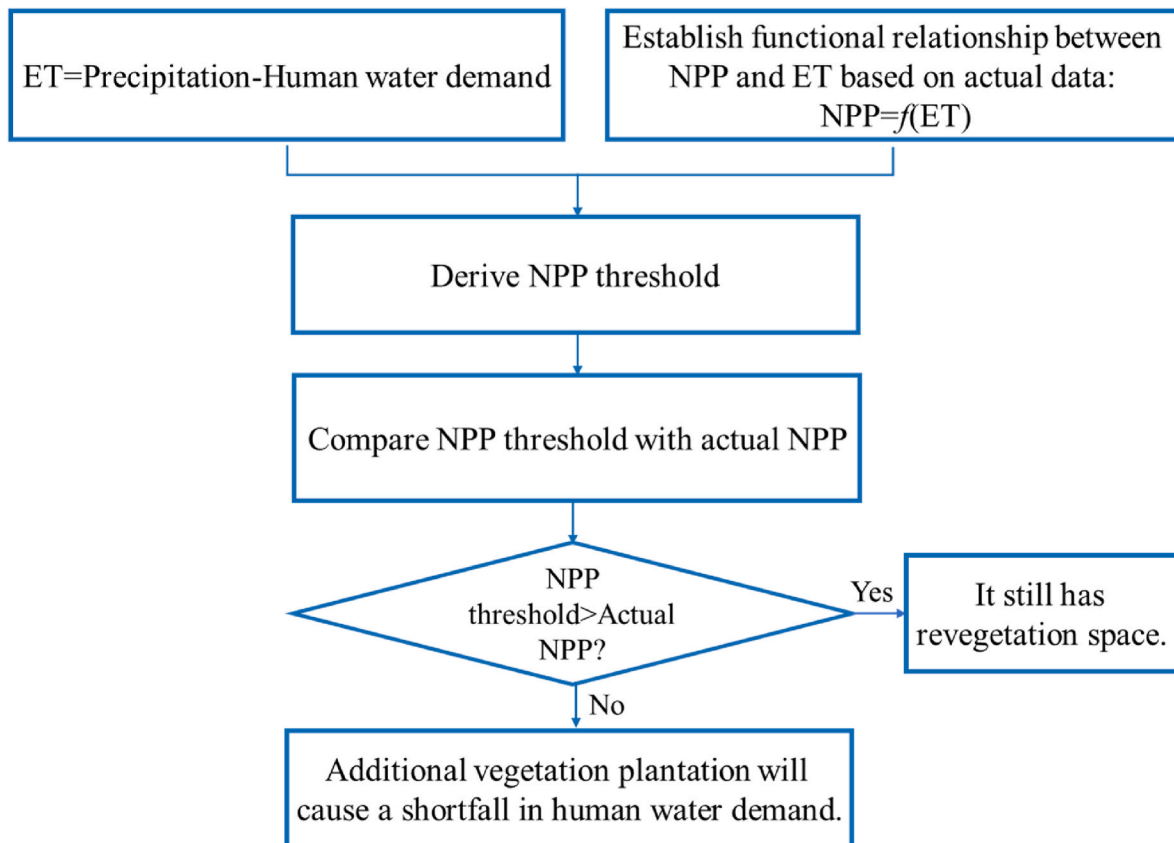 ET=Precipitation-Human water demand
Establish functional relationship between
NPP and ET based on actual data:
NPP=f(ET)
Derive NPP threshold
Compare NPP threshold with actual NPP
NPP
threshold>Actual
NPP?
Yes
It still has
revegetation space.
No
Additional vegetation plantation will
cause a shortfall in human water demand.